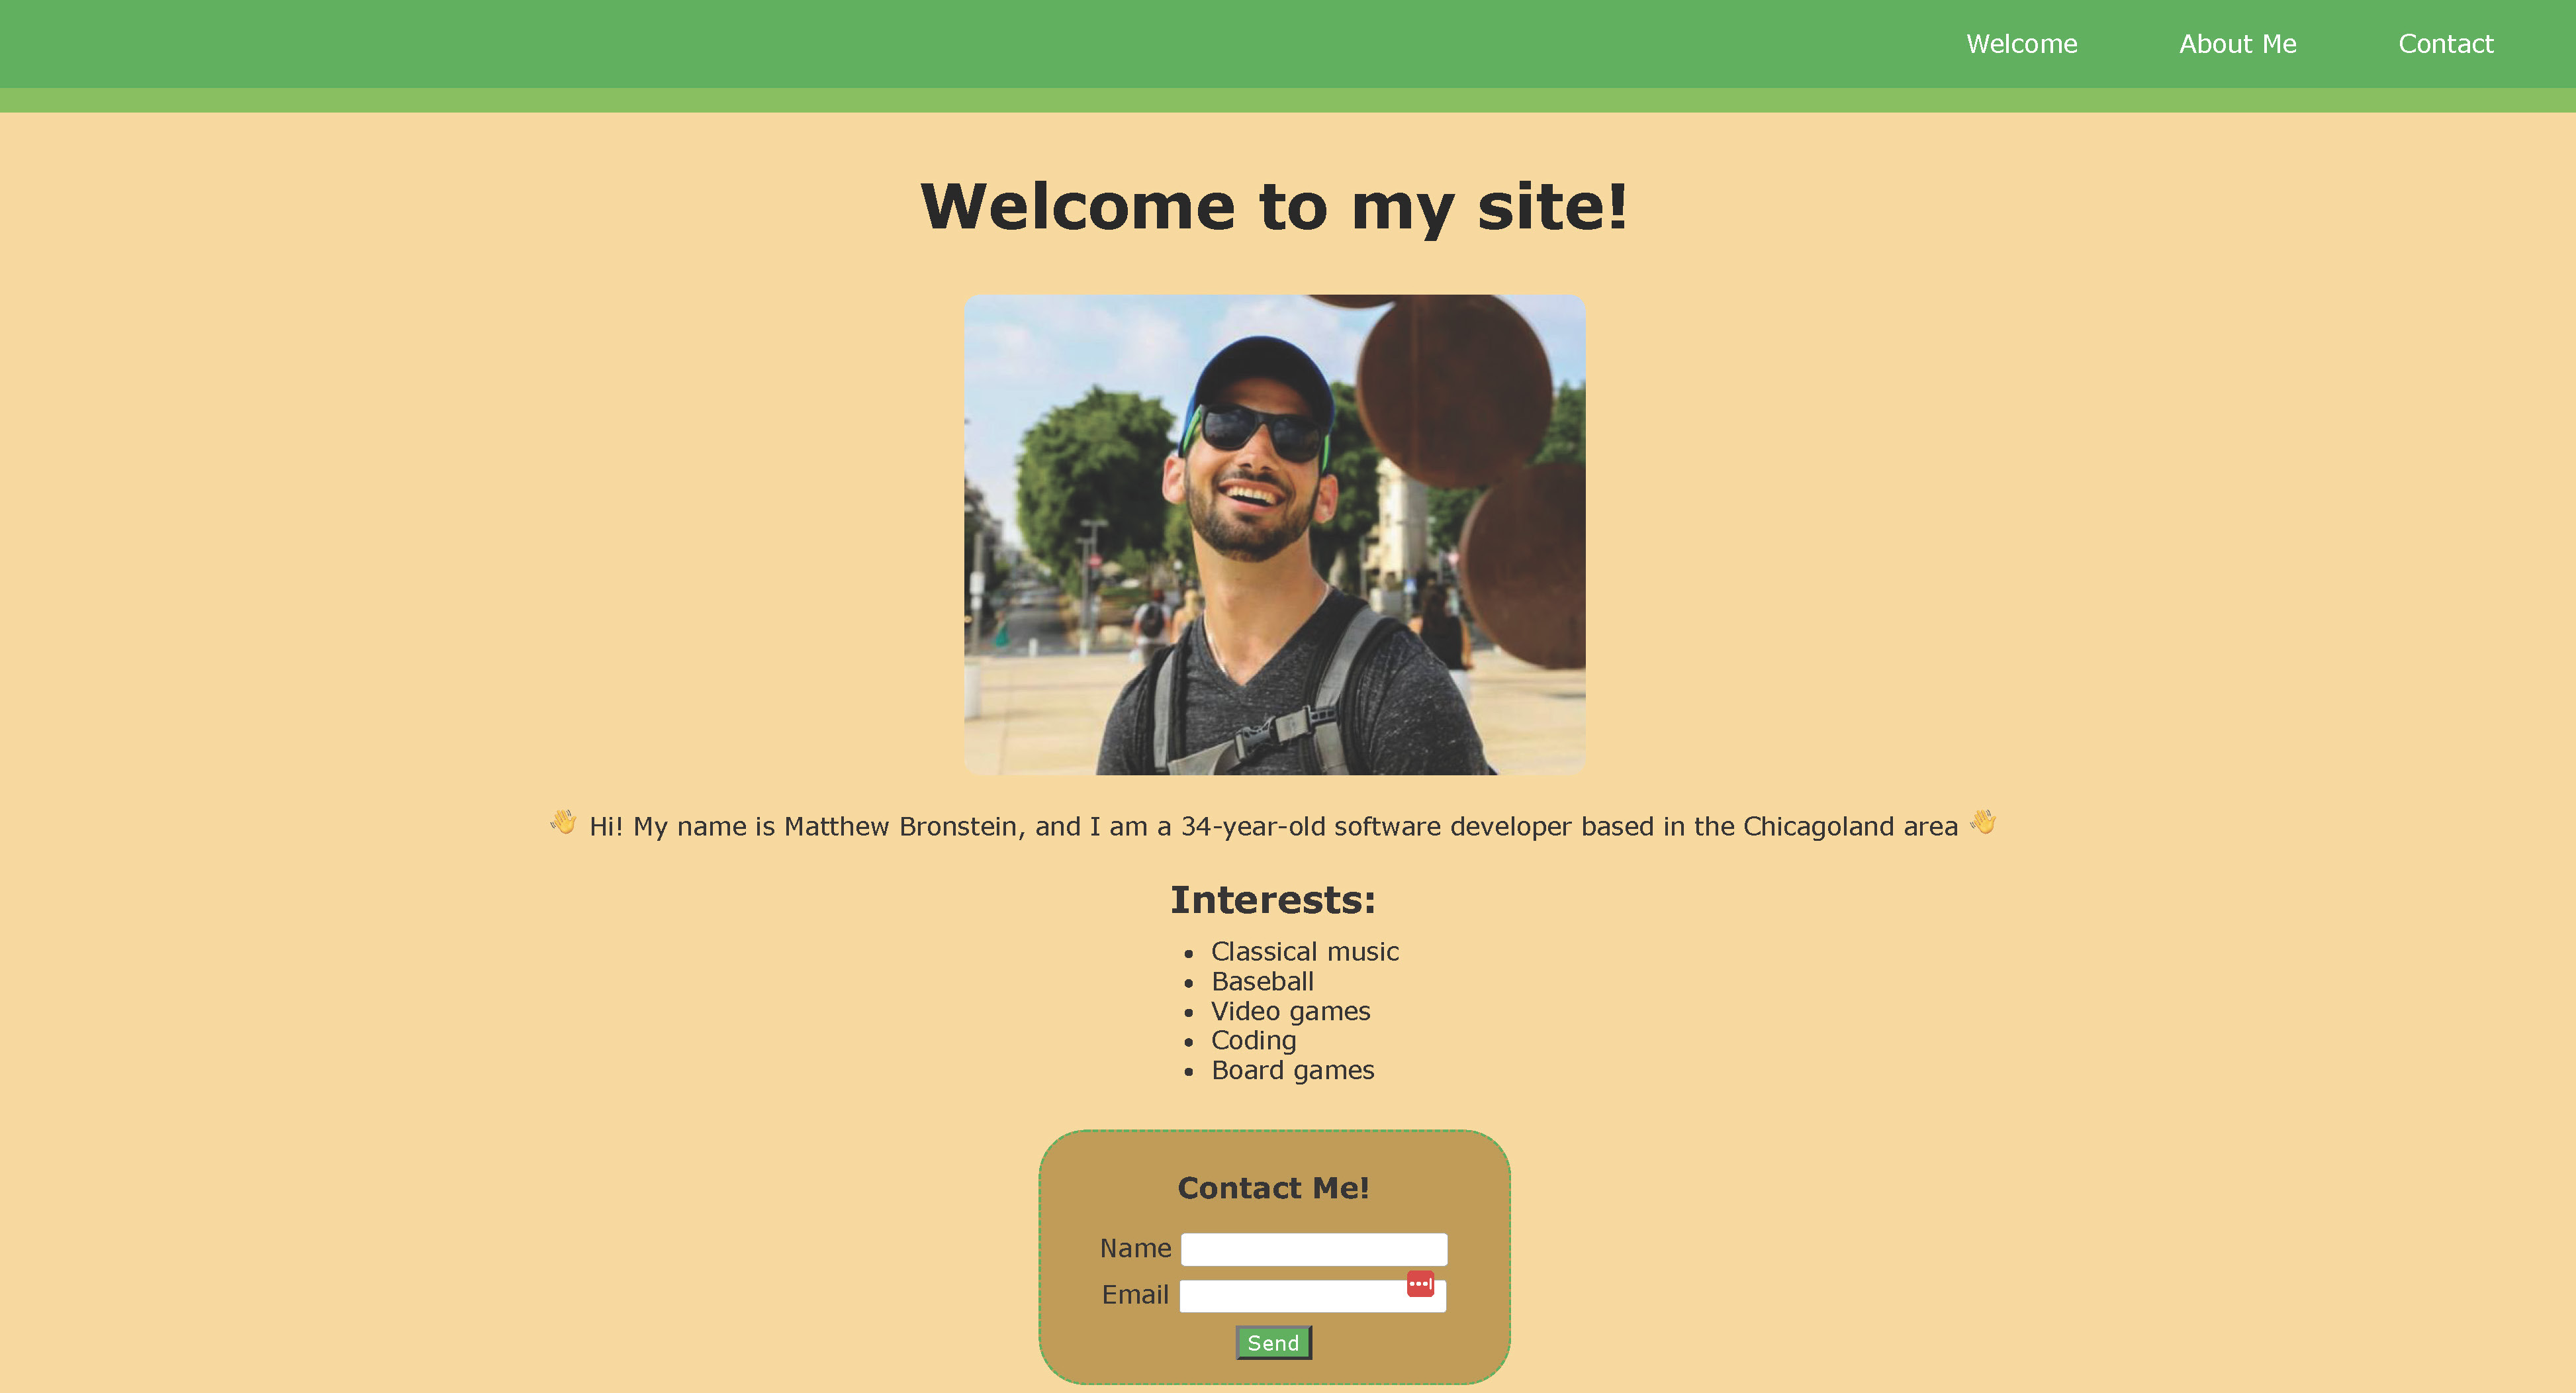 Welcome About Me Contact
Welcome to my site!
👋 Hi! My name is Matthew Bronstein, and I am a 34-year-old software developer based in the Chicagoland area 👋
Interests:
• Classical music
• Baseball
• Video games
• Coding
• Board games
Contact Me!
Name
Email
Send